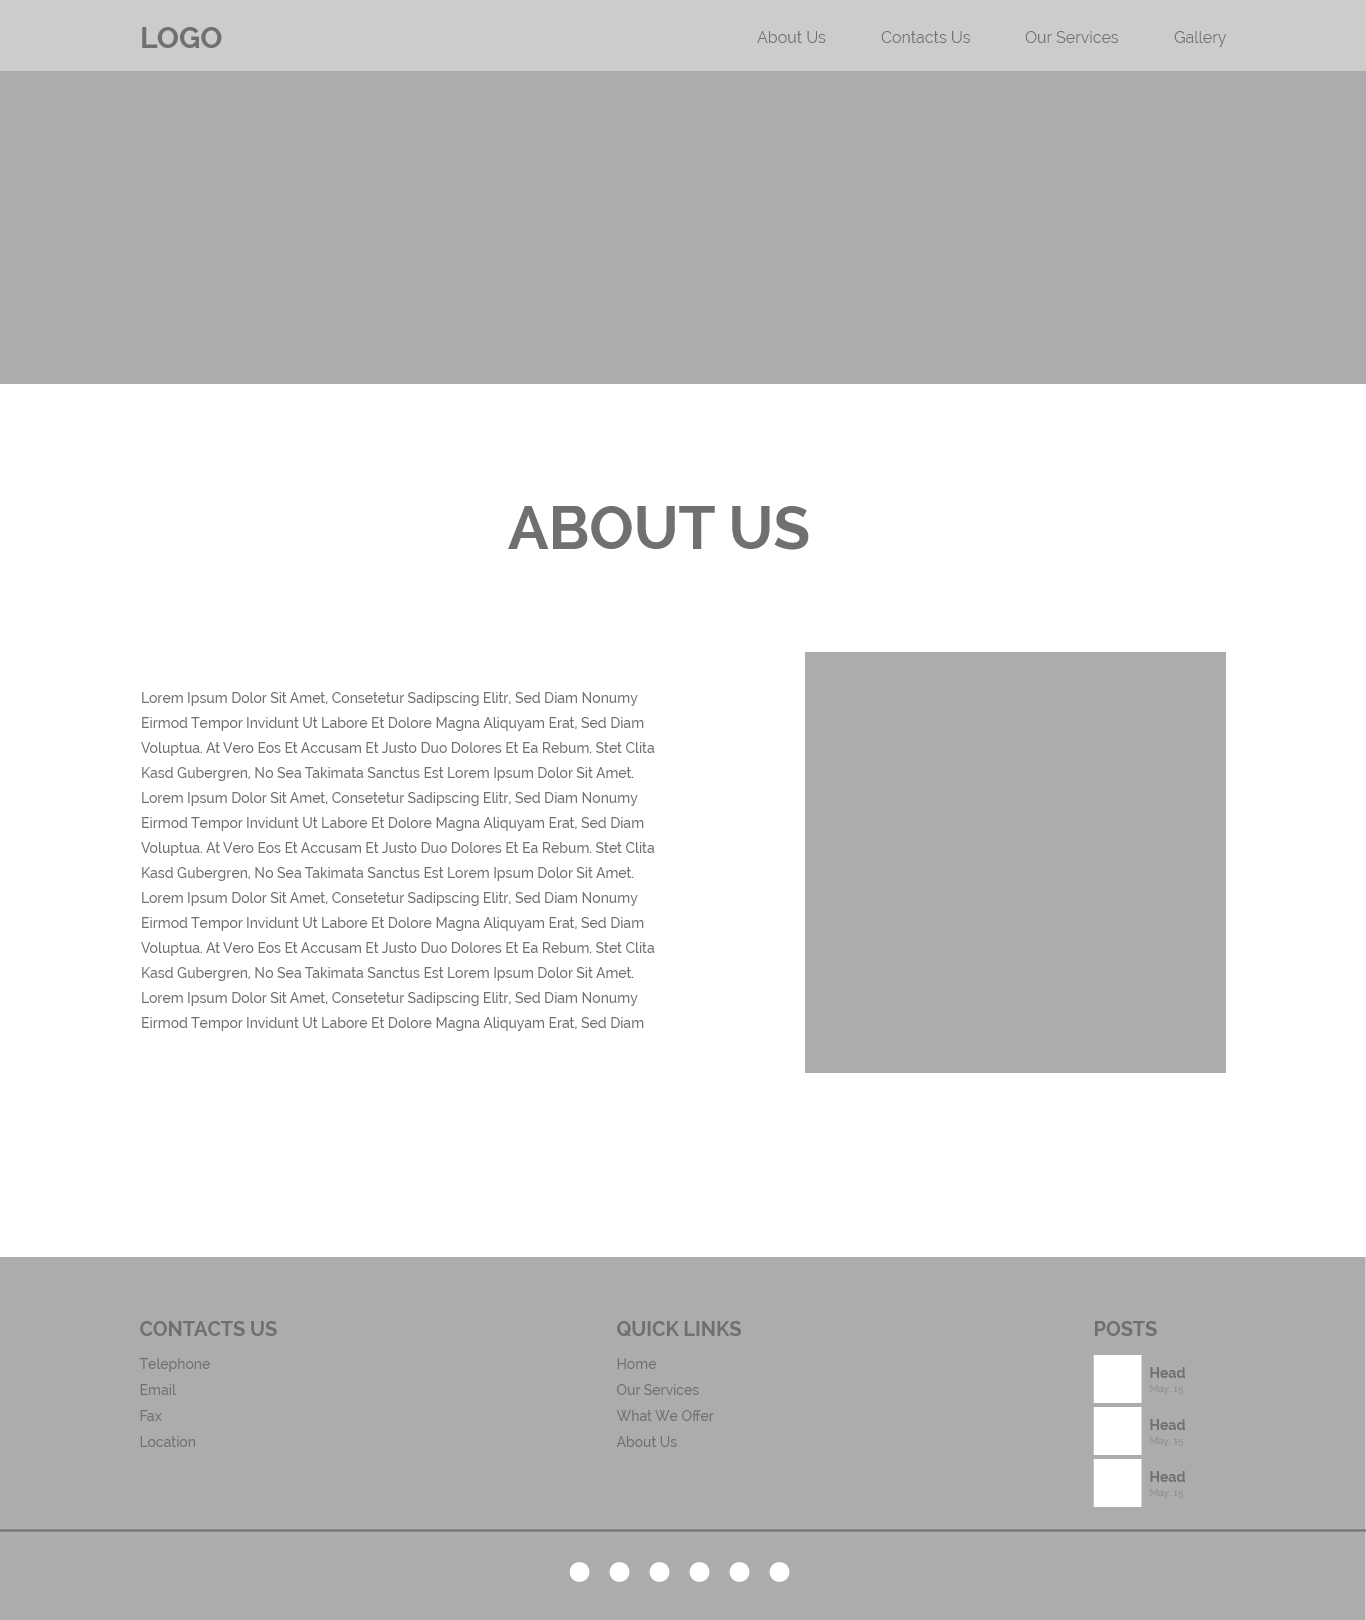 LOGO
About Us
Contacts Us
Our Services
Gallery
ABOUT US
Lorem Ipsum Dolor Sit Amet, Consetetur Sadipscing Elitr, Sed Diam Nonumy
Eirmod Tempor Invidunt Ut Labore Et Dolore Magna Aliquyam Erat, Sed Diam
Voluptua. At Vero Eos Et Accusam Et Justo Duo Dolores Et Ea Rebum. Stet Clita
Kasd Gubergren, No Sea Takimata Sanctus Est Lorem Ipsum Dolor Sit Amet.
Lorem Ipsum Dolor Sit Amet, Consetetur Sadipscing Elitr, Sed Diam Nonumy
Eirmod Tempor Invidunt Ut Labore Et Dolore Magna Aliquyam Erat, Sed Diam
Voluptua. At Vero Eos Et Accusam Et Justo Duo Dolores Et Ea Rebum. Stet Clita
Kasd Gubergren, No Sea Takimata Sanctus Est Lorem Ipsum Dolor Sit Amet.
Lorem Ipsum Dolor Sit Amet, Consetetur Sadipscing Elitr, Sed Diam Nonumy
Eirmod Tempor Invidunt Ut Labore Et Dolore Magna Aliquyam Erat, Sed Diam
Voluptua. At Vero Eos Et Accusam Et Justo Duo Dolores Et Ea Rebum. Stet Clita
Kasd Gubergren, No Sea Takimata Sanctus Est Lorem Ipsum Dolor Sit Amet.
Lorem Ipsum Dolor Sit Amet, Consetetur Sadipscing Elitr, Sed Diam Nonumy
Eirmod Tempor Invidunt Ut Labore Et Dolore Magna Aliquyam Erat, Sed Diam
CONTACTS US
Telephone
Email
Fax
Location
QUICK LINKS
Home
Our Services
What We Offer
About Us
POSTS
Head
May. 15
Head
May. 15
Head
May. 15